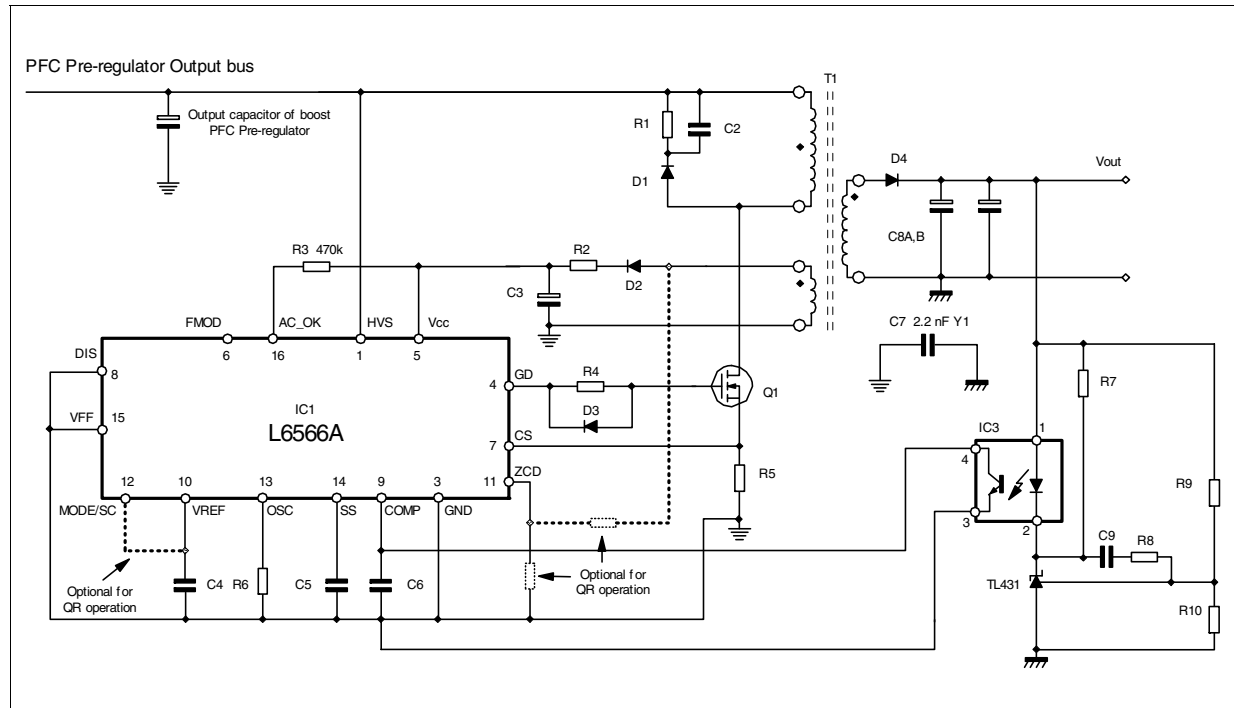 PFC Pre-regulator Output bus
T1
Output capacitor of boost
PFC Pre-regulator
R1
C2
D4
Vout
D1
C8A,B
R3 470k
R2
D2
C3
C7 2.2 nF Y1
FMOD
AC_OK
HVS
Vcc
6
16
1
5
DIS
8
4
GD
R4
Q1
R7
D3
IC1
L6566A
VFF
15
7
CS
IC3
1
4
11
ZCD
R5
R9
12
10
13
14
9
3
3
2
MODE/SC
VREF
OSC
SS
COMP
GND
C9
R8
Optional for
QR operation
C4
R6
C5
C6
Optional for
QR operation
TL431
R10